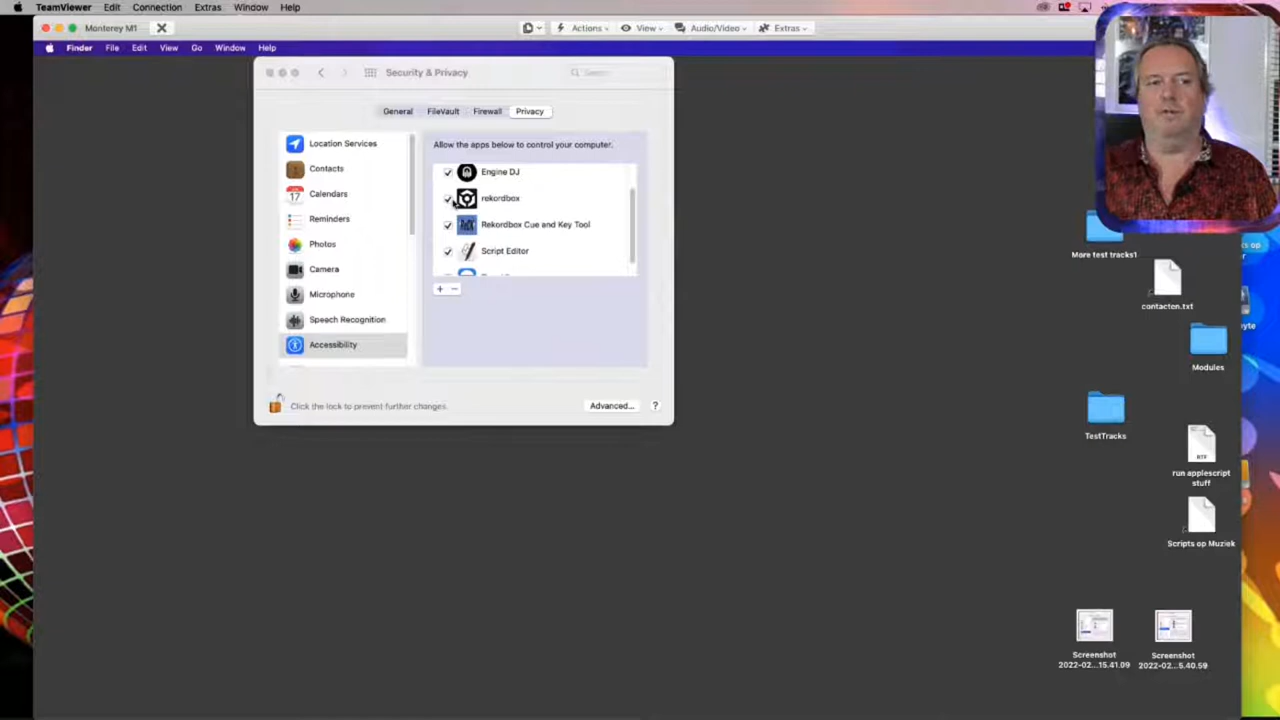 TeamViewer Edit Connection Extras Window Help
Monterey M1
Actions View Audio/Video Extras
Finder File Edit View Go Window Help
Security & Privacy
Search
General FileVault Firewall Privacy
Location Services
Contacts
17
Calendars
Reminders
Photos
Camera
Microphone
Speech Recognition
Accessibility
Allow the apps below to control your computer.
Engine DJ
rekordbox
Rekordbox Cue and Key Tool
Script Editor
+ −
Click the lock to prevent further changes.
Advanced...
?
More test tracks1
contacten.txt
Modules
TestTracks
RTF
run applescript
stuff
Scripts op Muziek
Screenshot
2022-02...15.41.09
Screenshot
2022-02...5.40.59